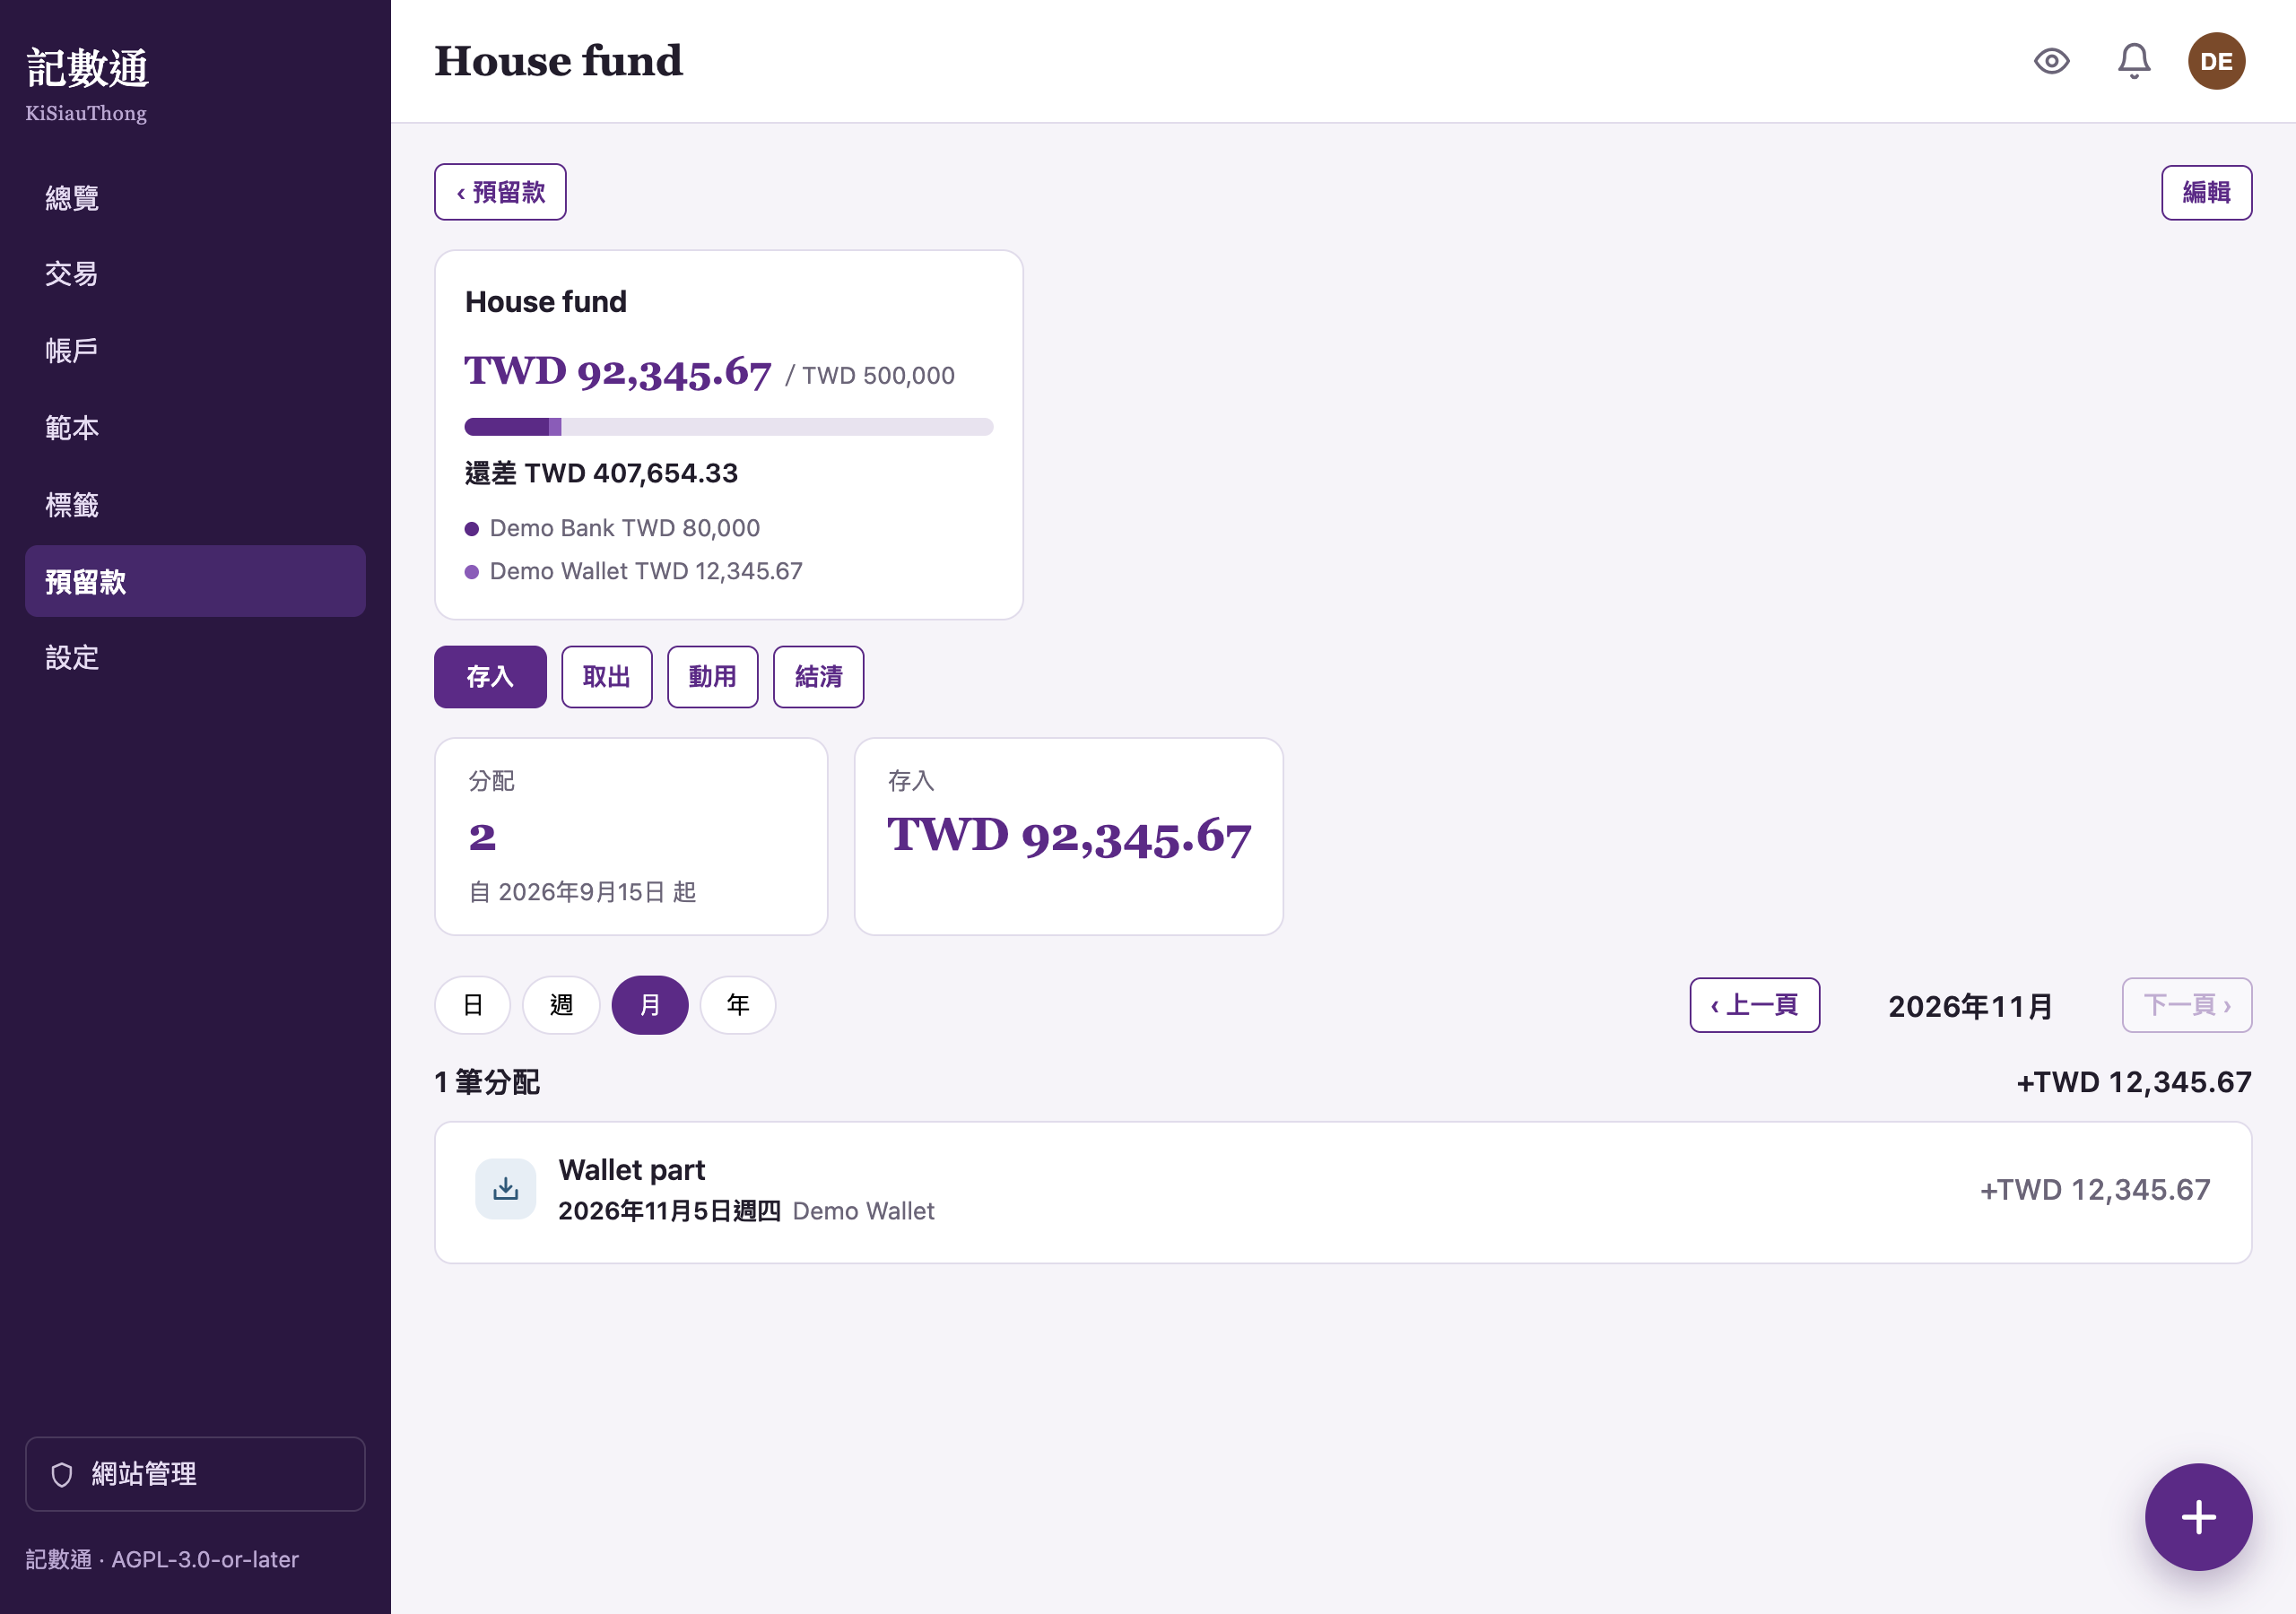 記數通
KiSiauThong
總覽
交易
帳戶
範本
標籤
預留款
設定
網站管理
記數通 · AGPL-3.0-or-later
House fund
DE
‹ 預留款
編輯
House fund
TWD 92,345.67 / TWD 500,000
還差 TWD 407,654.33
Demo Bank TWD 80,000
Demo Wallet TWD 12,345.67
存入 取出 動用 結清
分配
2
自 2026年9月15日 起
存入
TWD 92,345.67
日 週 月 年
‹ 上一頁 2026年11月 下一頁 ›
1 筆分配 +TWD 12,345.67
Wallet part
2026年11月5日週四 Demo Wallet
+TWD 12,345.67